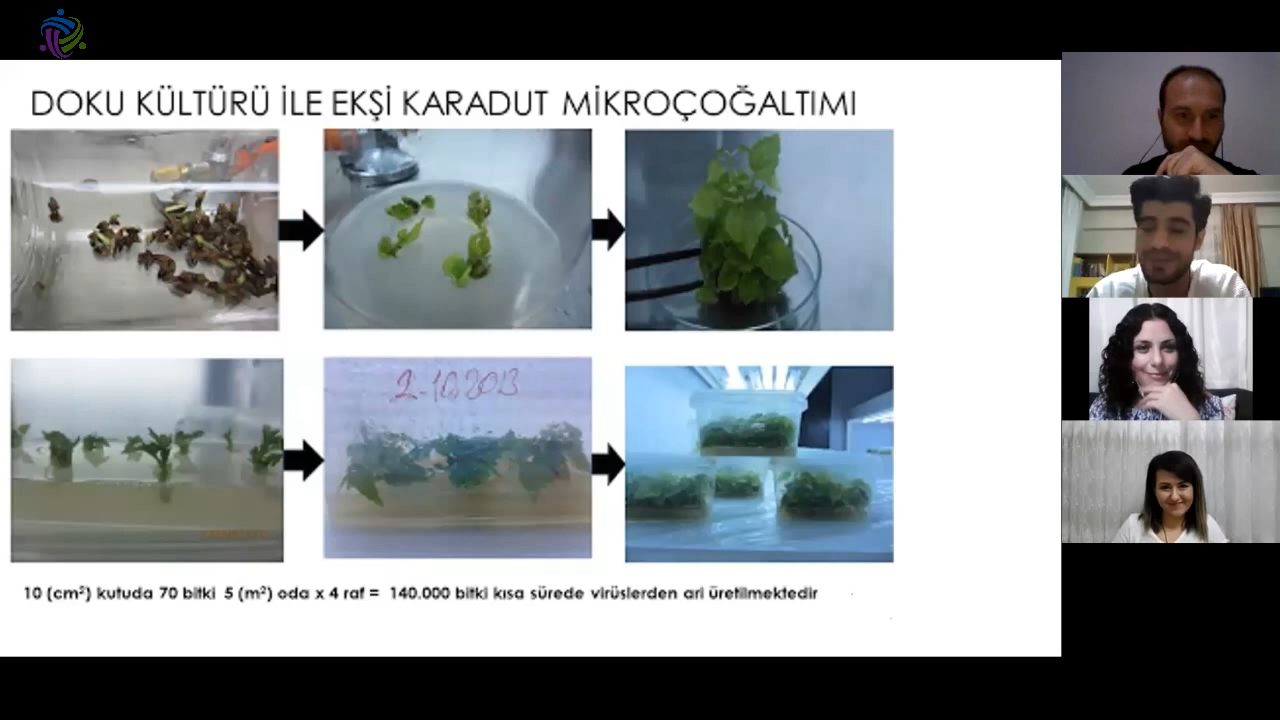 DOKU KÜLTÜRÜ İLE EKŞİ KARADUT MİKROÇOĞALTIMI
2-10.2013
10 (cm²) kutuda 70 bitki 5 (m²) oda x 4 raf = 140.000 bitki kısa sürede virüslerden ari üretilmektedir